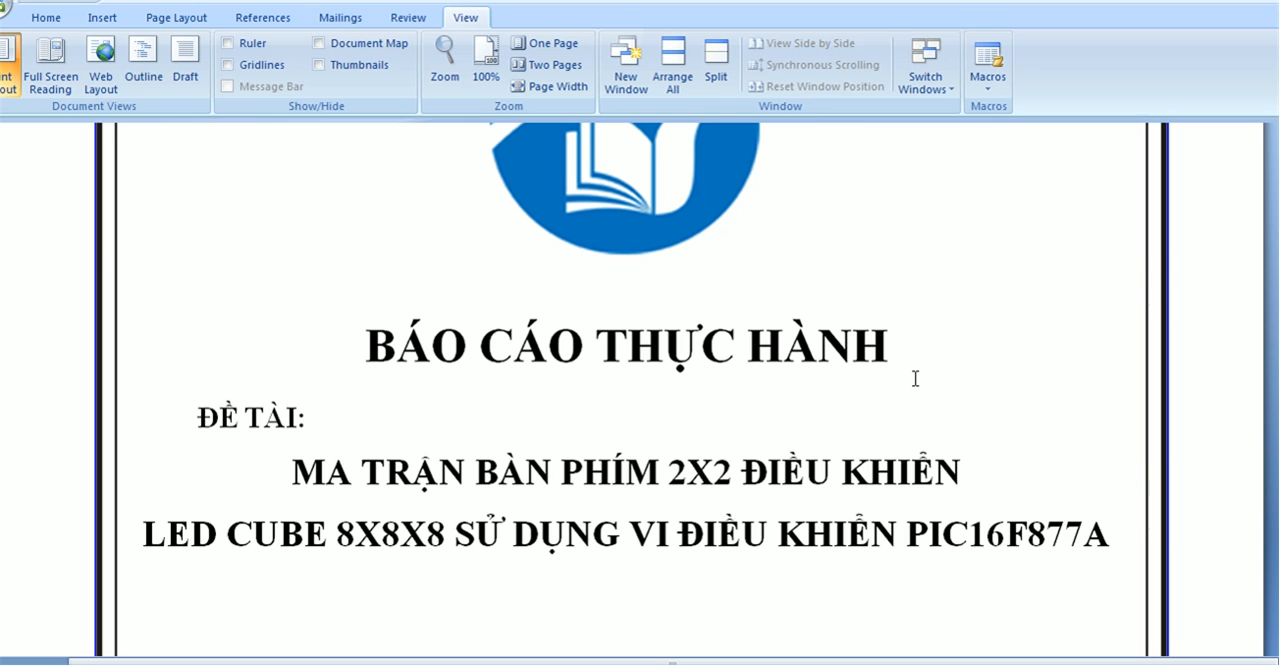 Home Insert Page Layout References Mailings Review View
Ruler Document Map One Page View Side by Side
Gridlines Thumbnails Two Pages Synchronous Scrolling
Message Bar Page Width Reset Window Position
Full Screen Reading Web Layout Outline Draft Zoom 100% New Window Arrange All Split Switch Windows Macros
Document Views Show/Hide Zoom Window Macros
BÁO CÁO THỰC HÀNH
ĐỀ TÀI:
MA TRẬN BÀN PHÍM 2X2 ĐIỀU KHIỂN
LED CUBE 8X8X8 SỬ DỤNG VI ĐIỀU KHIỂN PIC16F877A